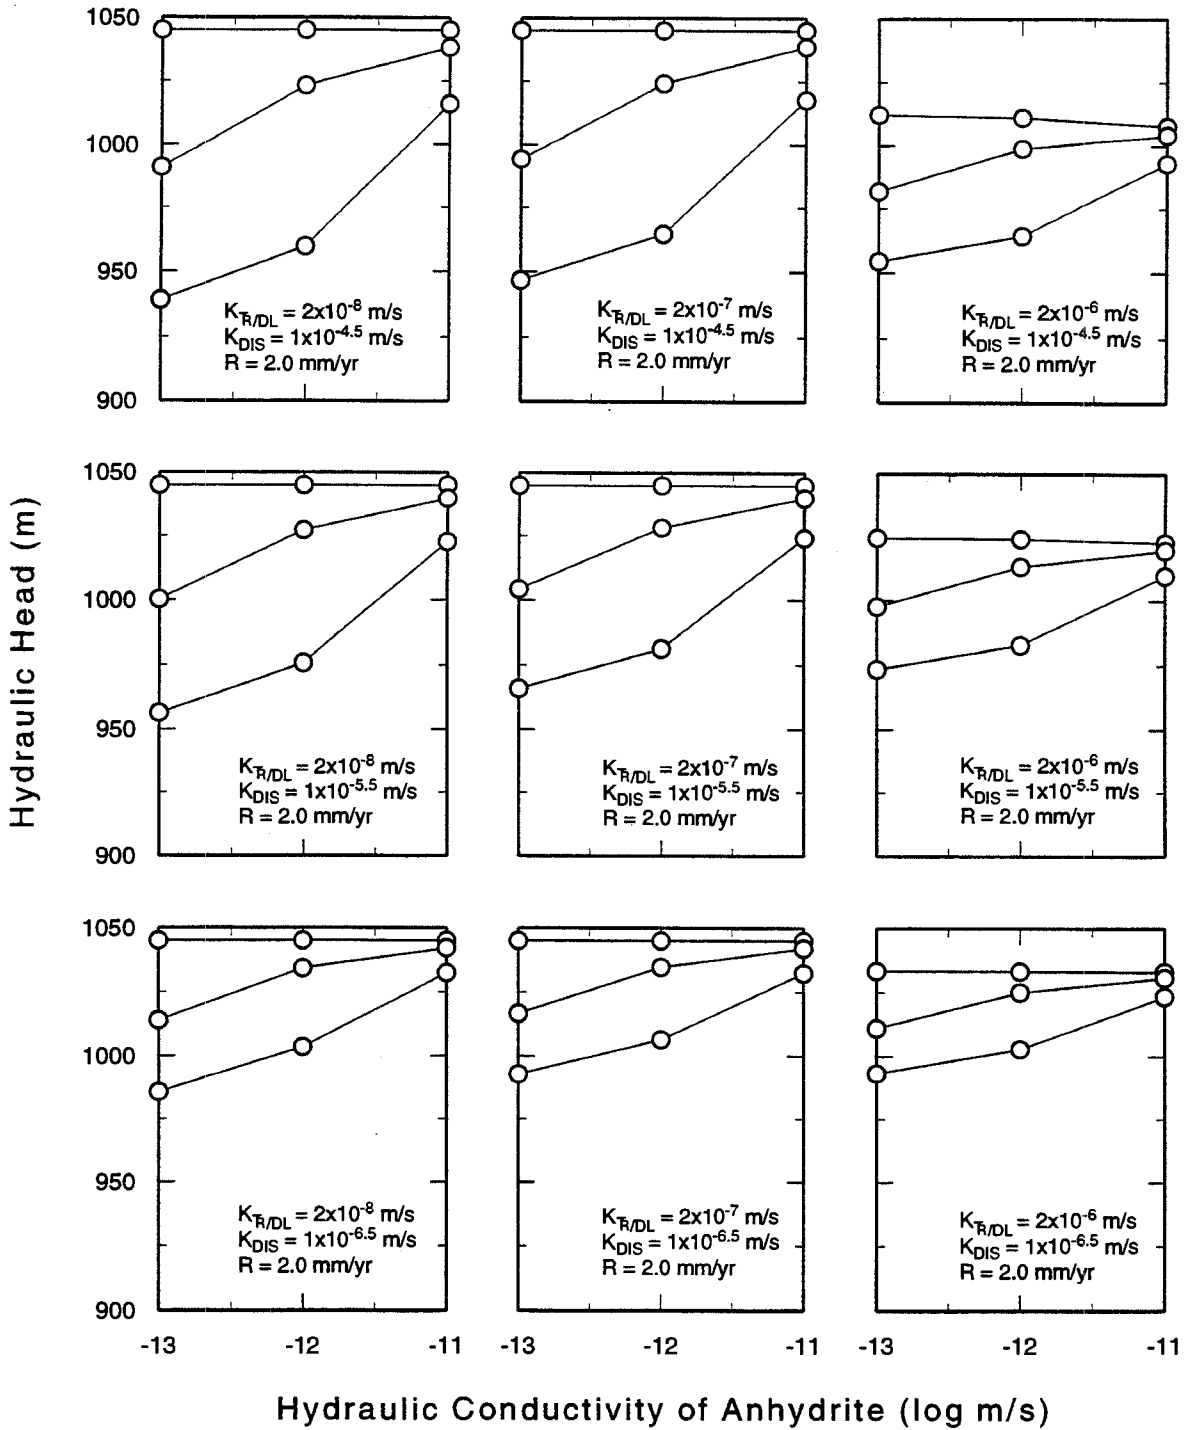 1050
1000
950
900
K_TR/DL = 2x10^-8 m/s
K_DIS = 1x10^-4.5 m/s
R = 2.0 mm/yr
K_TR/DL = 2x10^-7 m/s
K_DIS = 1x10^-4.5 m/s
R = 2.0 mm/yr
K_TR/DL = 2x10^-6 m/s
K_DIS = 1x10^-4.5 m/s
R = 2.0 mm/yr
Hydraulic Head (m)
1050
1000
950
900
K_TR/DL = 2x10^-8 m/s
K_DIS = 1x10^-5.5 m/s
R = 2.0 mm/yr
K_TR/DL = 2x10^-7 m/s
K_DIS = 1x10^-5.5 m/s
R = 2.0 mm/yr
K_TR/DL = 2x10^-6 m/s
K_DIS = 1x10^-5.5 m/s
R = 2.0 mm/yr
1050
1000
950
900
K_TR/DL = 2x10^-8 m/s
K_DIS = 1x10^-6.5 m/s
R = 2.0 mm/yr
K_TR/DL = 2x10^-7 m/s
K_DIS = 1x10^-6.5 m/s
R = 2.0 mm/yr
K_TR/DL = 2x10^-6 m/s
K_DIS = 1x10^-6.5 m/s
R = 2.0 mm/yr
-13 -12 -11 -13 -12 -11 -13 -12 -11
Hydraulic Conductivity of Anhydrite (log m/s)